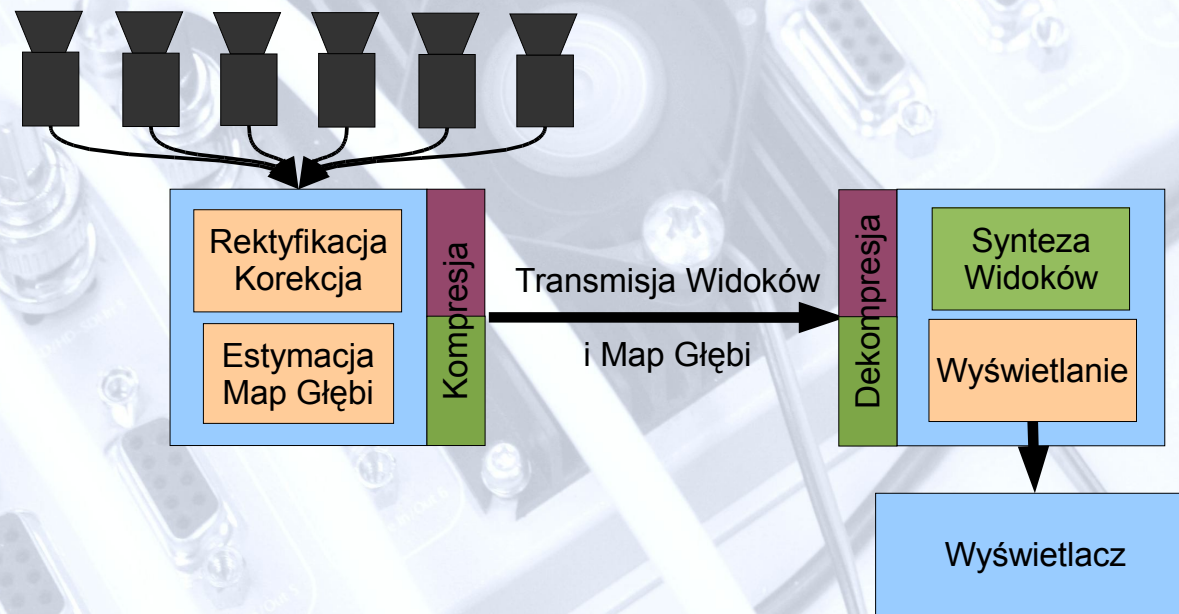 Rektyfikacja
Korekcja
Estymacja
Map Głębi
Kompresja
Transmisja Widoków
i Map Głębi
Dekompresja
Synteza
Widoków
Wyświetlanie
Wyświetlacz